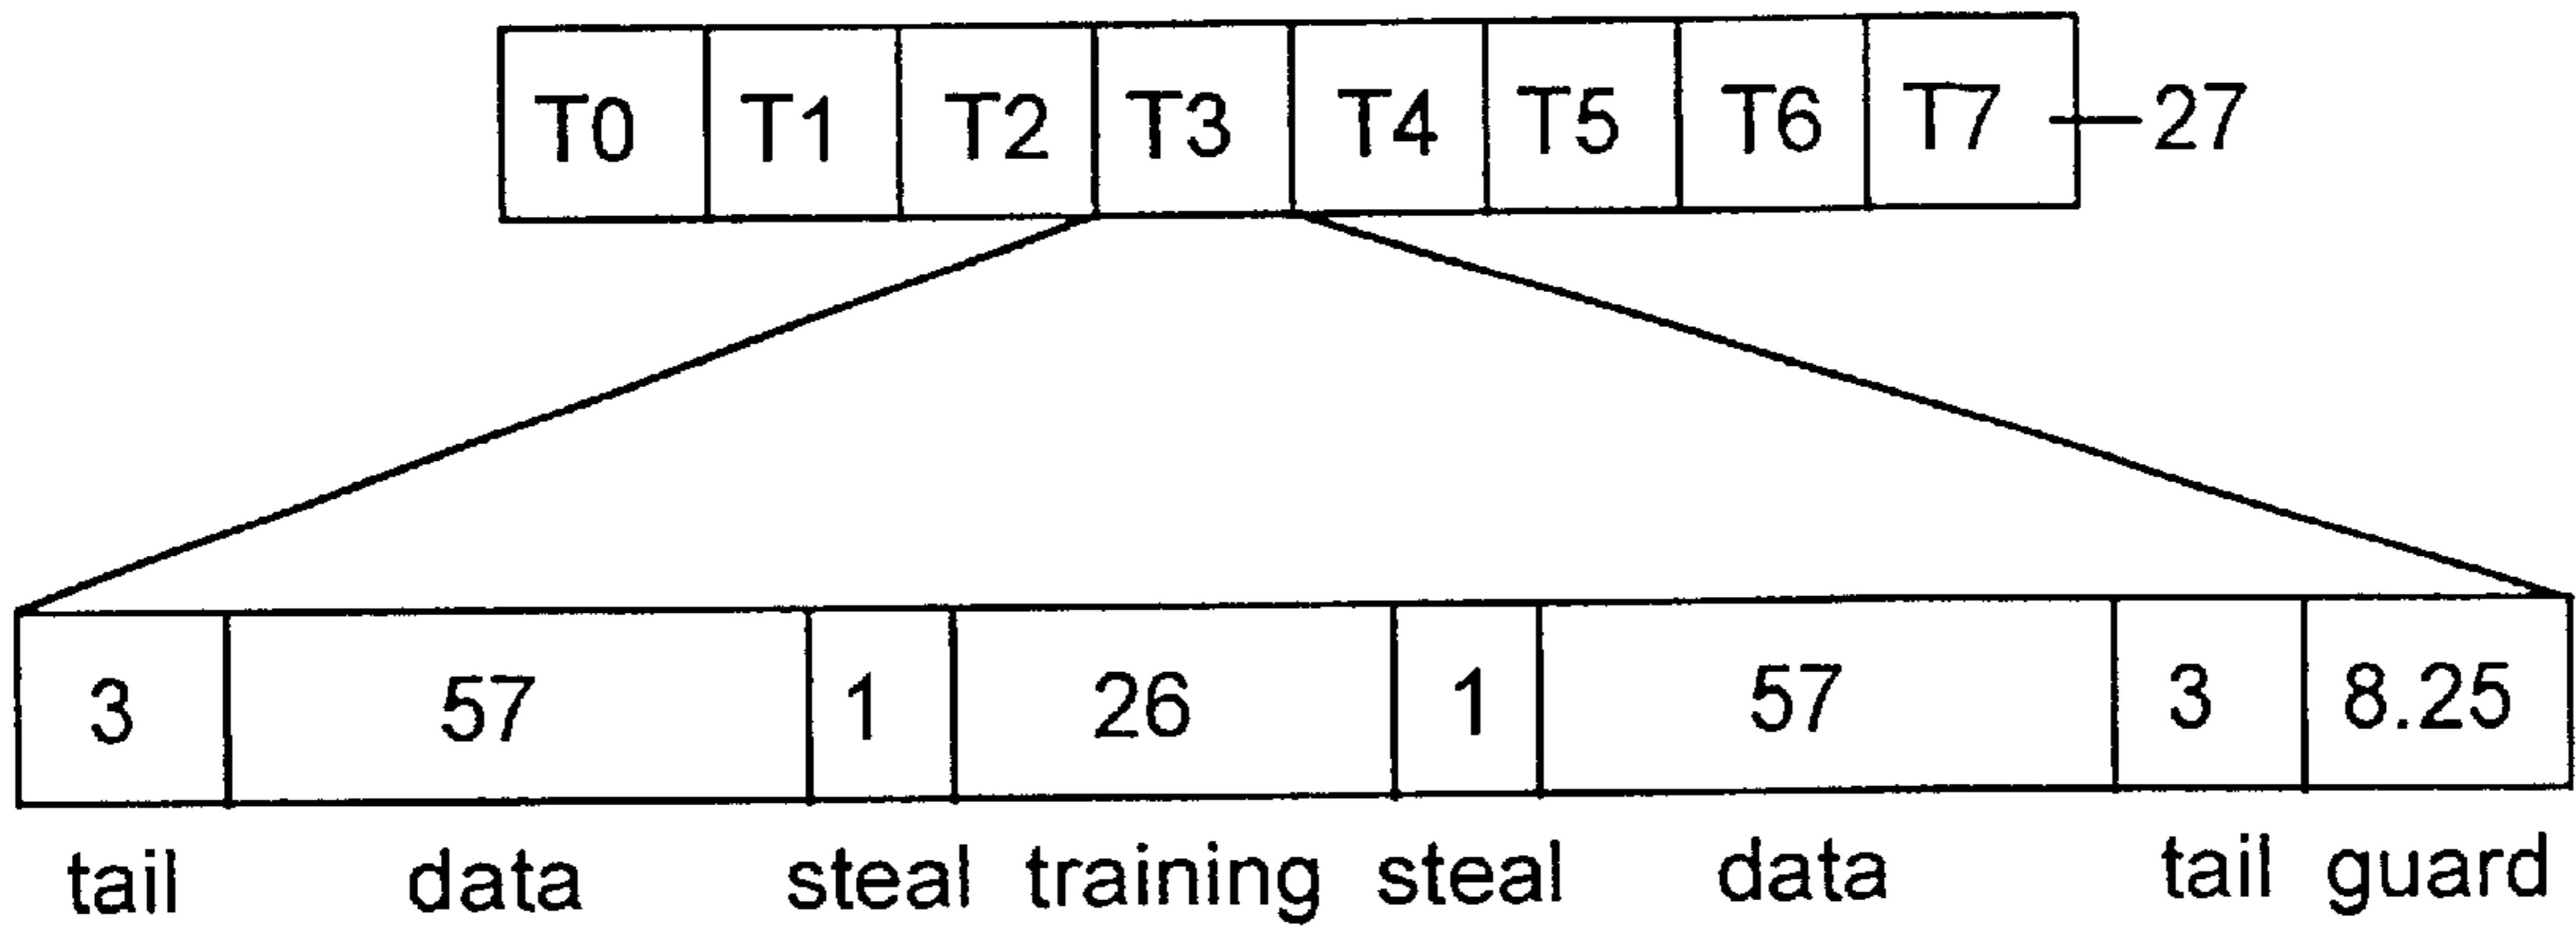 T0 T1 T2 T3 T4 T5 T6 T7 27
3 57 1 26 1 57 3 8.25
tail data steal training steal data tail guard